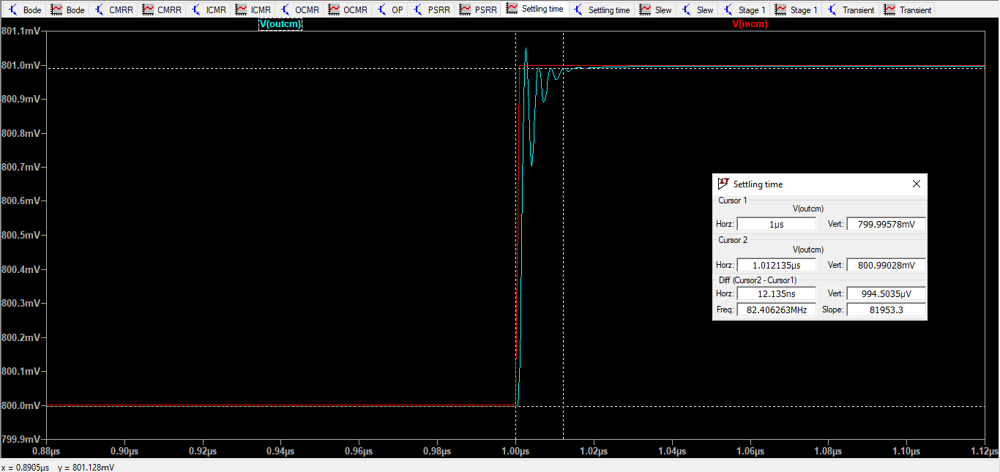 Bode Bode CMRR CMRR ICMR ICMR OCMR OCMR OP PSRR PSRR Settling time Settling time Slew Slew Stage 1 Stage 1 Transient Transient
V(outcm) V(incm)
801.1mV
801.0mV
800.9mV
800.8mV
800.7mV
800.6mV
800.5mV
800.4mV
800.3mV
800.2mV
800.1mV
800.0mV
799.9mV
Settling time
Cursor 1
V(outcm)
Horz: 1µs Vert: 799.99578mV
Cursor 2
V(outcm)
Horz: 1.012135µs Vert: 800.99028mV
Diff (Cursor2 - Cursor1)
Horz: 12.135ns Vert: 994.5035µV
Freq: 82.406263MHz Slope: 81953.3
0.88µs 0.90µs 0.92µs 0.94µs 0.96µs 0.98µs 1.00µs 1.02µs 1.04µs 1.06µs 1.08µs 1.10µs 1.12µs
x = 0.8905µs y = 801.128mV